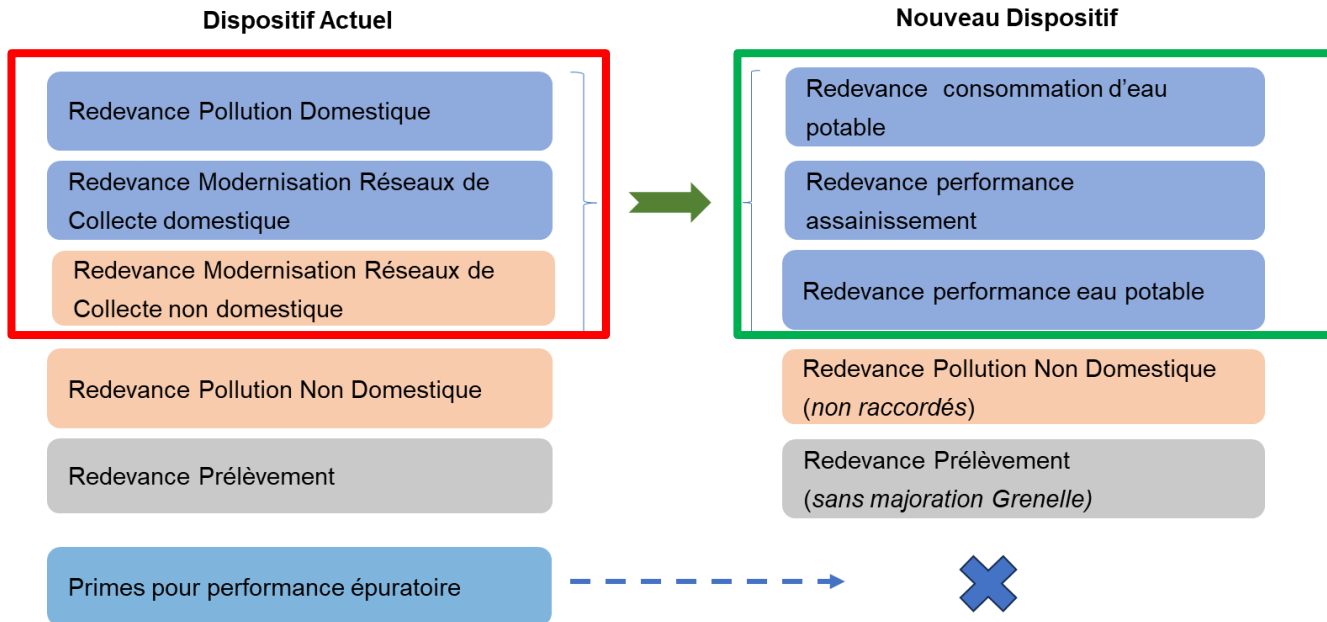 Dispositif Actuel
Nouveau Dispositif
Redevance Pollution Domestique
Redevance Modernisation Réseaux de
Collecte domestique
Redevance Modernisation Réseaux de
Collecte non domestique
Redevance Pollution Non Domestique
Redevance Prélèvement
Primes pour performance épuratoire
Redevance consommation d'eau
potable
Redevance performance
assainissement
Redevance performance eau potable
Redevance Pollution Non Domestique
(non raccordés)
Redevance Prélèvement
(sans majoration Grenelle)